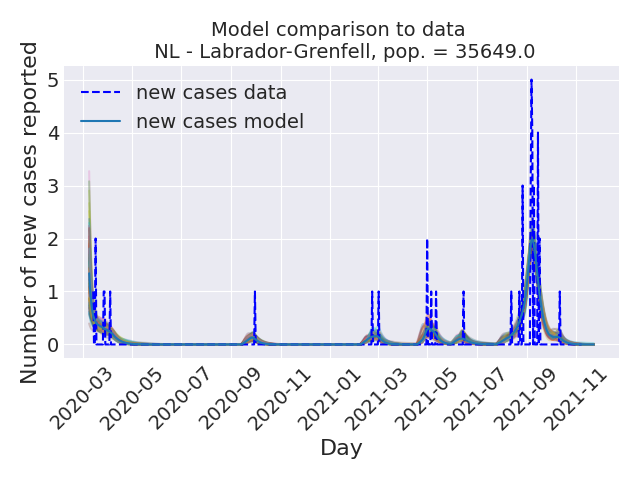 Model comparison to data
NL - Labrador-Grenfell, pop. = 35649.0
Number of new cases reported
5
4
3
2
1
0
new cases data
new cases model
2020-03
2020-05
2020-07
2020-09
2020-11
2021-01
2021-03
2021-05
2021-07
2021-09
2021-11
Day